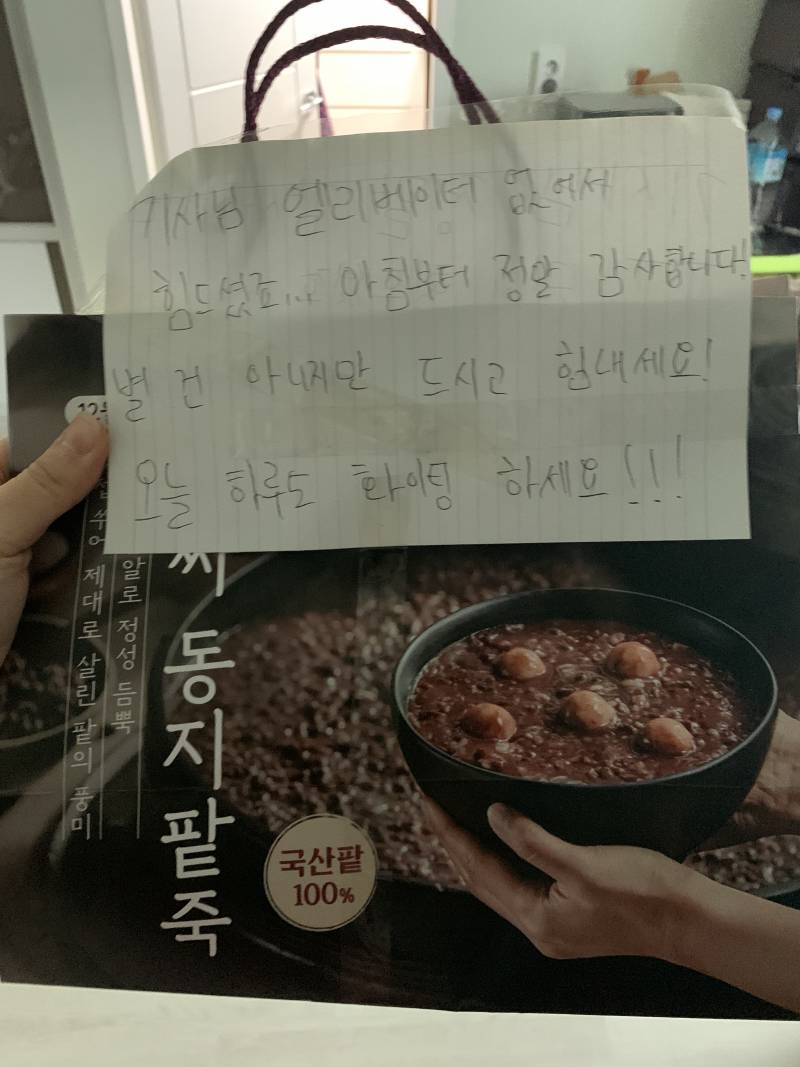 기사님 엘리베이터 없어서
힘드셨죠... 아침부터 정말 감사합니다!
별 건 아니지만 드시고 힘내세요!
오늘 하루도 화이팅 하세요!!!
동지팥죽
알로 정성 듬뿍
쑤어 제대로 살린 팥의 풍미
국산팥
100%